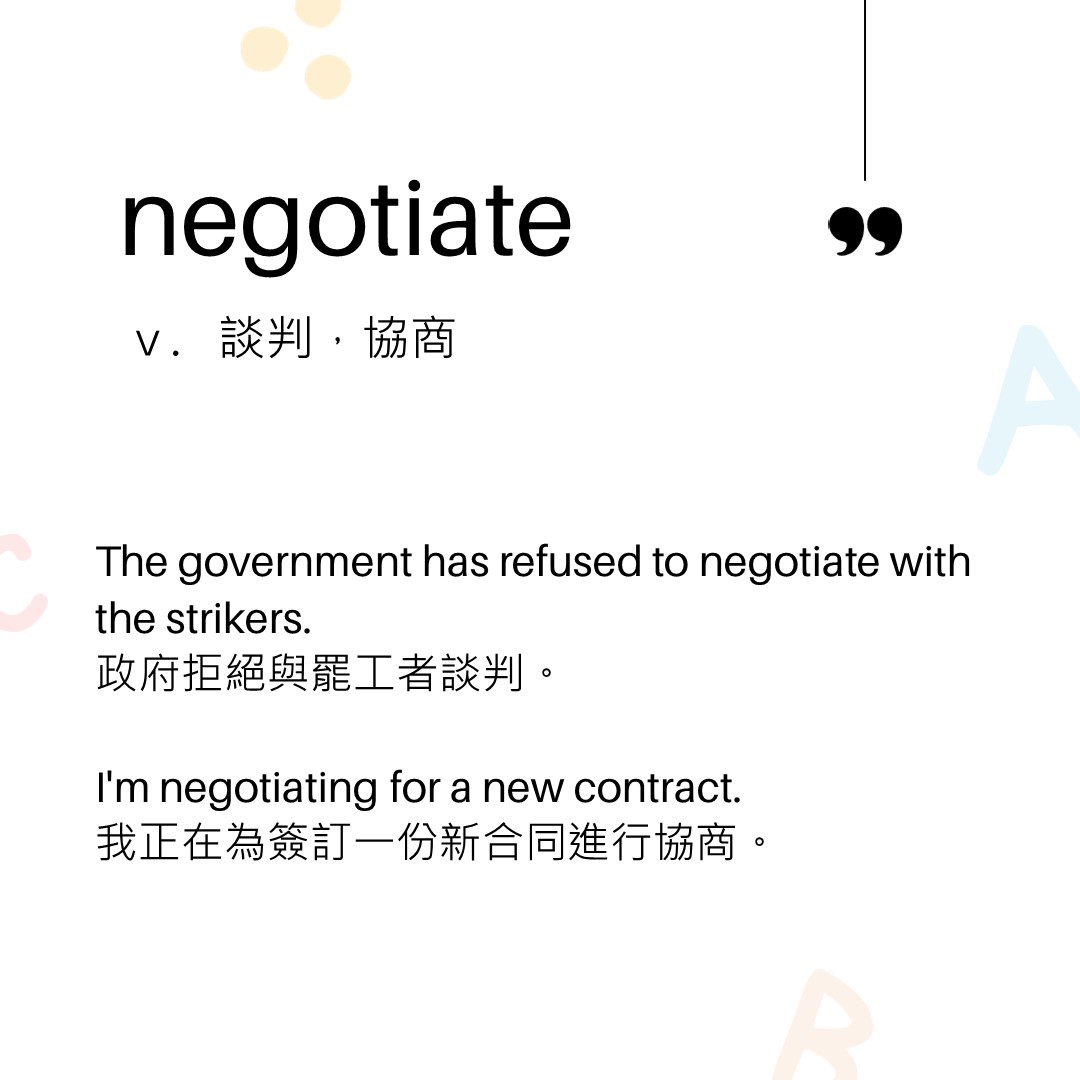 negotiate
”
v. 談判，協商
A
The government has refused to negotiate with
C
the strikers.
政府拒絕與罷工者談判。
I'm negotiating for a new contract.
我正在為簽訂一份新合同進行協商。
B